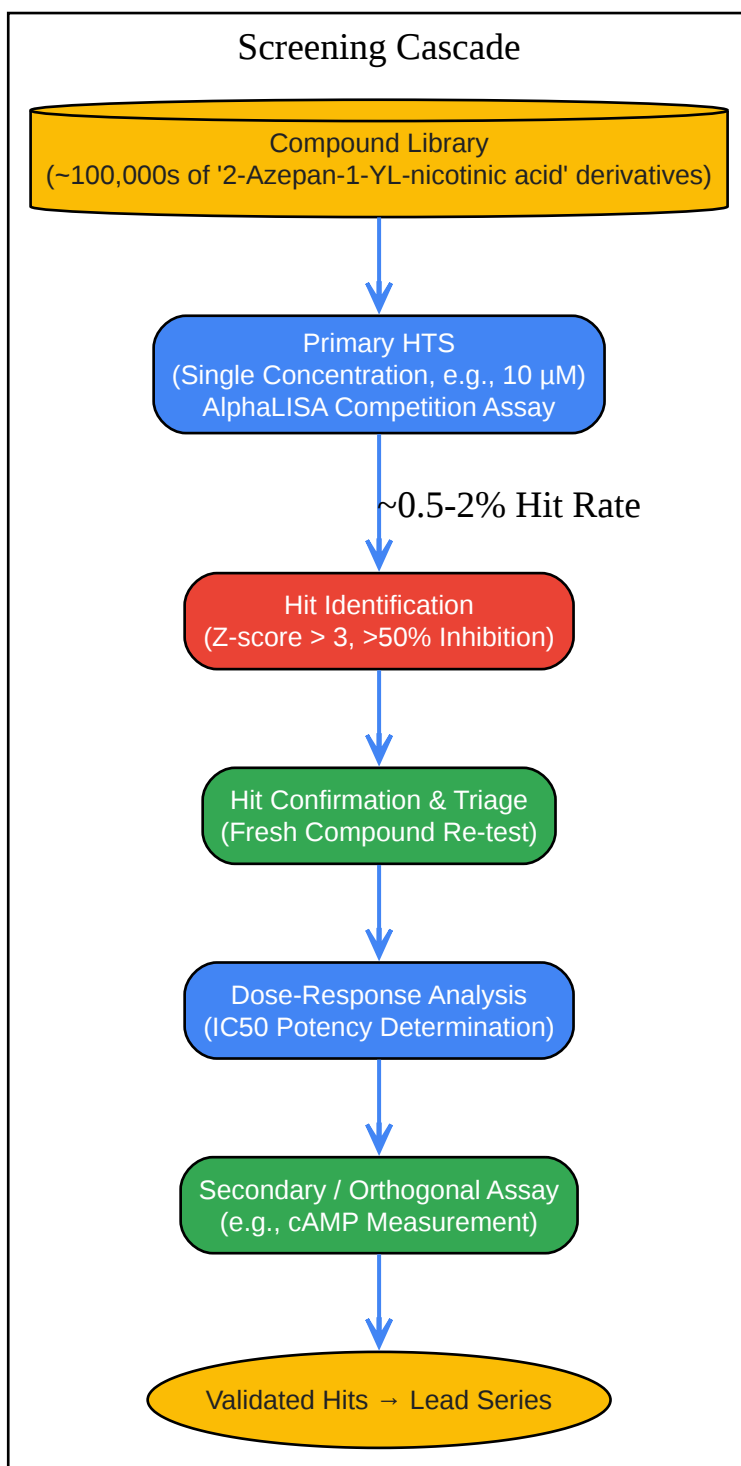 Screening Cascade
Compound Library
(~100,000s of '2-Azepan-1-YL-nicotinic acid' derivatives)
Primary HTS
(Single Concentration, e.g., 10 µM)
AlphaLISA Competition Assay
~0.5-2% Hit Rate
Hit Identification
(Z-score > 3, >50% Inhibition)
Hit Confirmation & Triage
(Fresh Compound Re-test)
Dose-Response Analysis
(IC50 Potency Determination)
Secondary / Orthogonal Assay
(e.g., cAMP Measurement)
Validated Hits → Lead Series